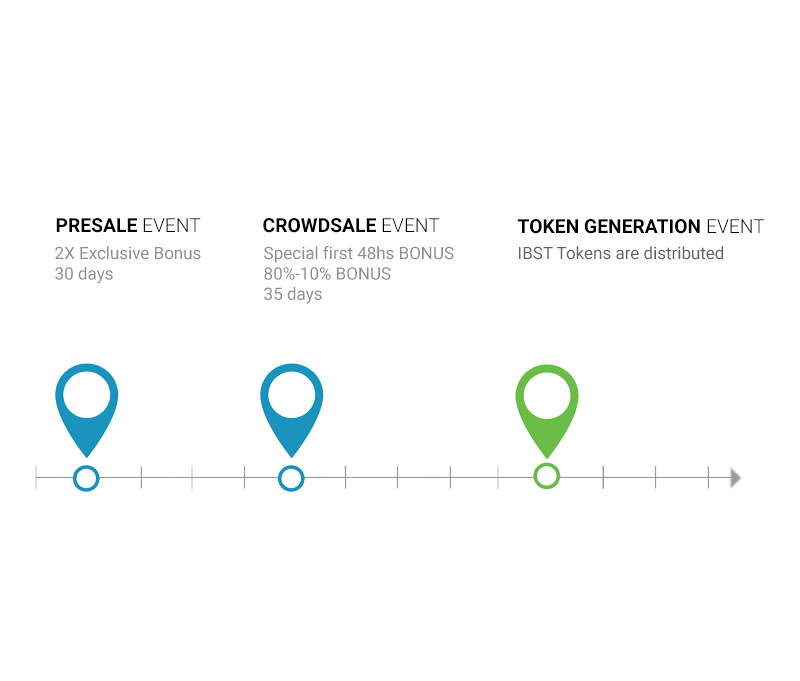 PRESALE EVENT
2X Exclusive Bonus
30 days
CROWDSALE EVENT
Special first 48hs BONUS
80%-10% BONUS
35 days
TOKEN GENERATION EVENT
IBST Tokens are distributed